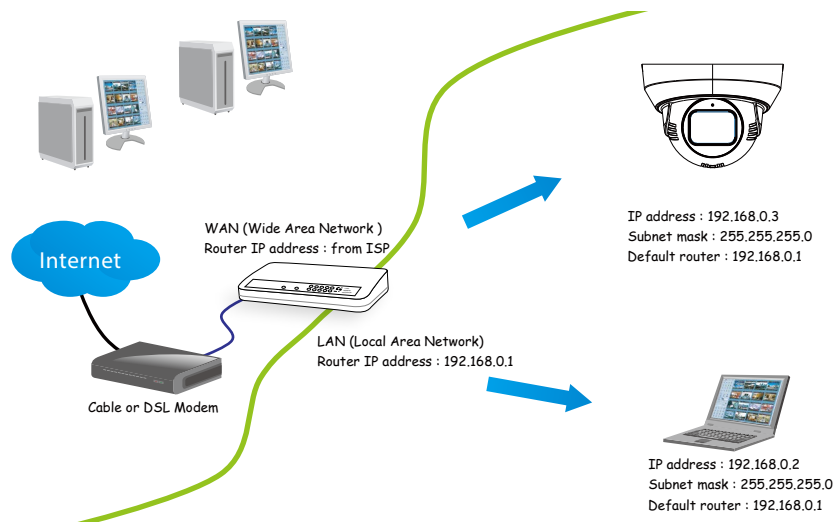 WAN (Wide Area Network )
Router IP address : from ISP
Internet
LAN (Local Area Network)
Router IP address : 192.168.0.1
Cable or DSL Modem
IP address : 192.168.0.3
Subnet mask : 255.255.255.0
Default router : 192.168.0.1
IP address : 192.168.0.2
Subnet mask : 255.255.255.0
Default router : 192.168.0.1